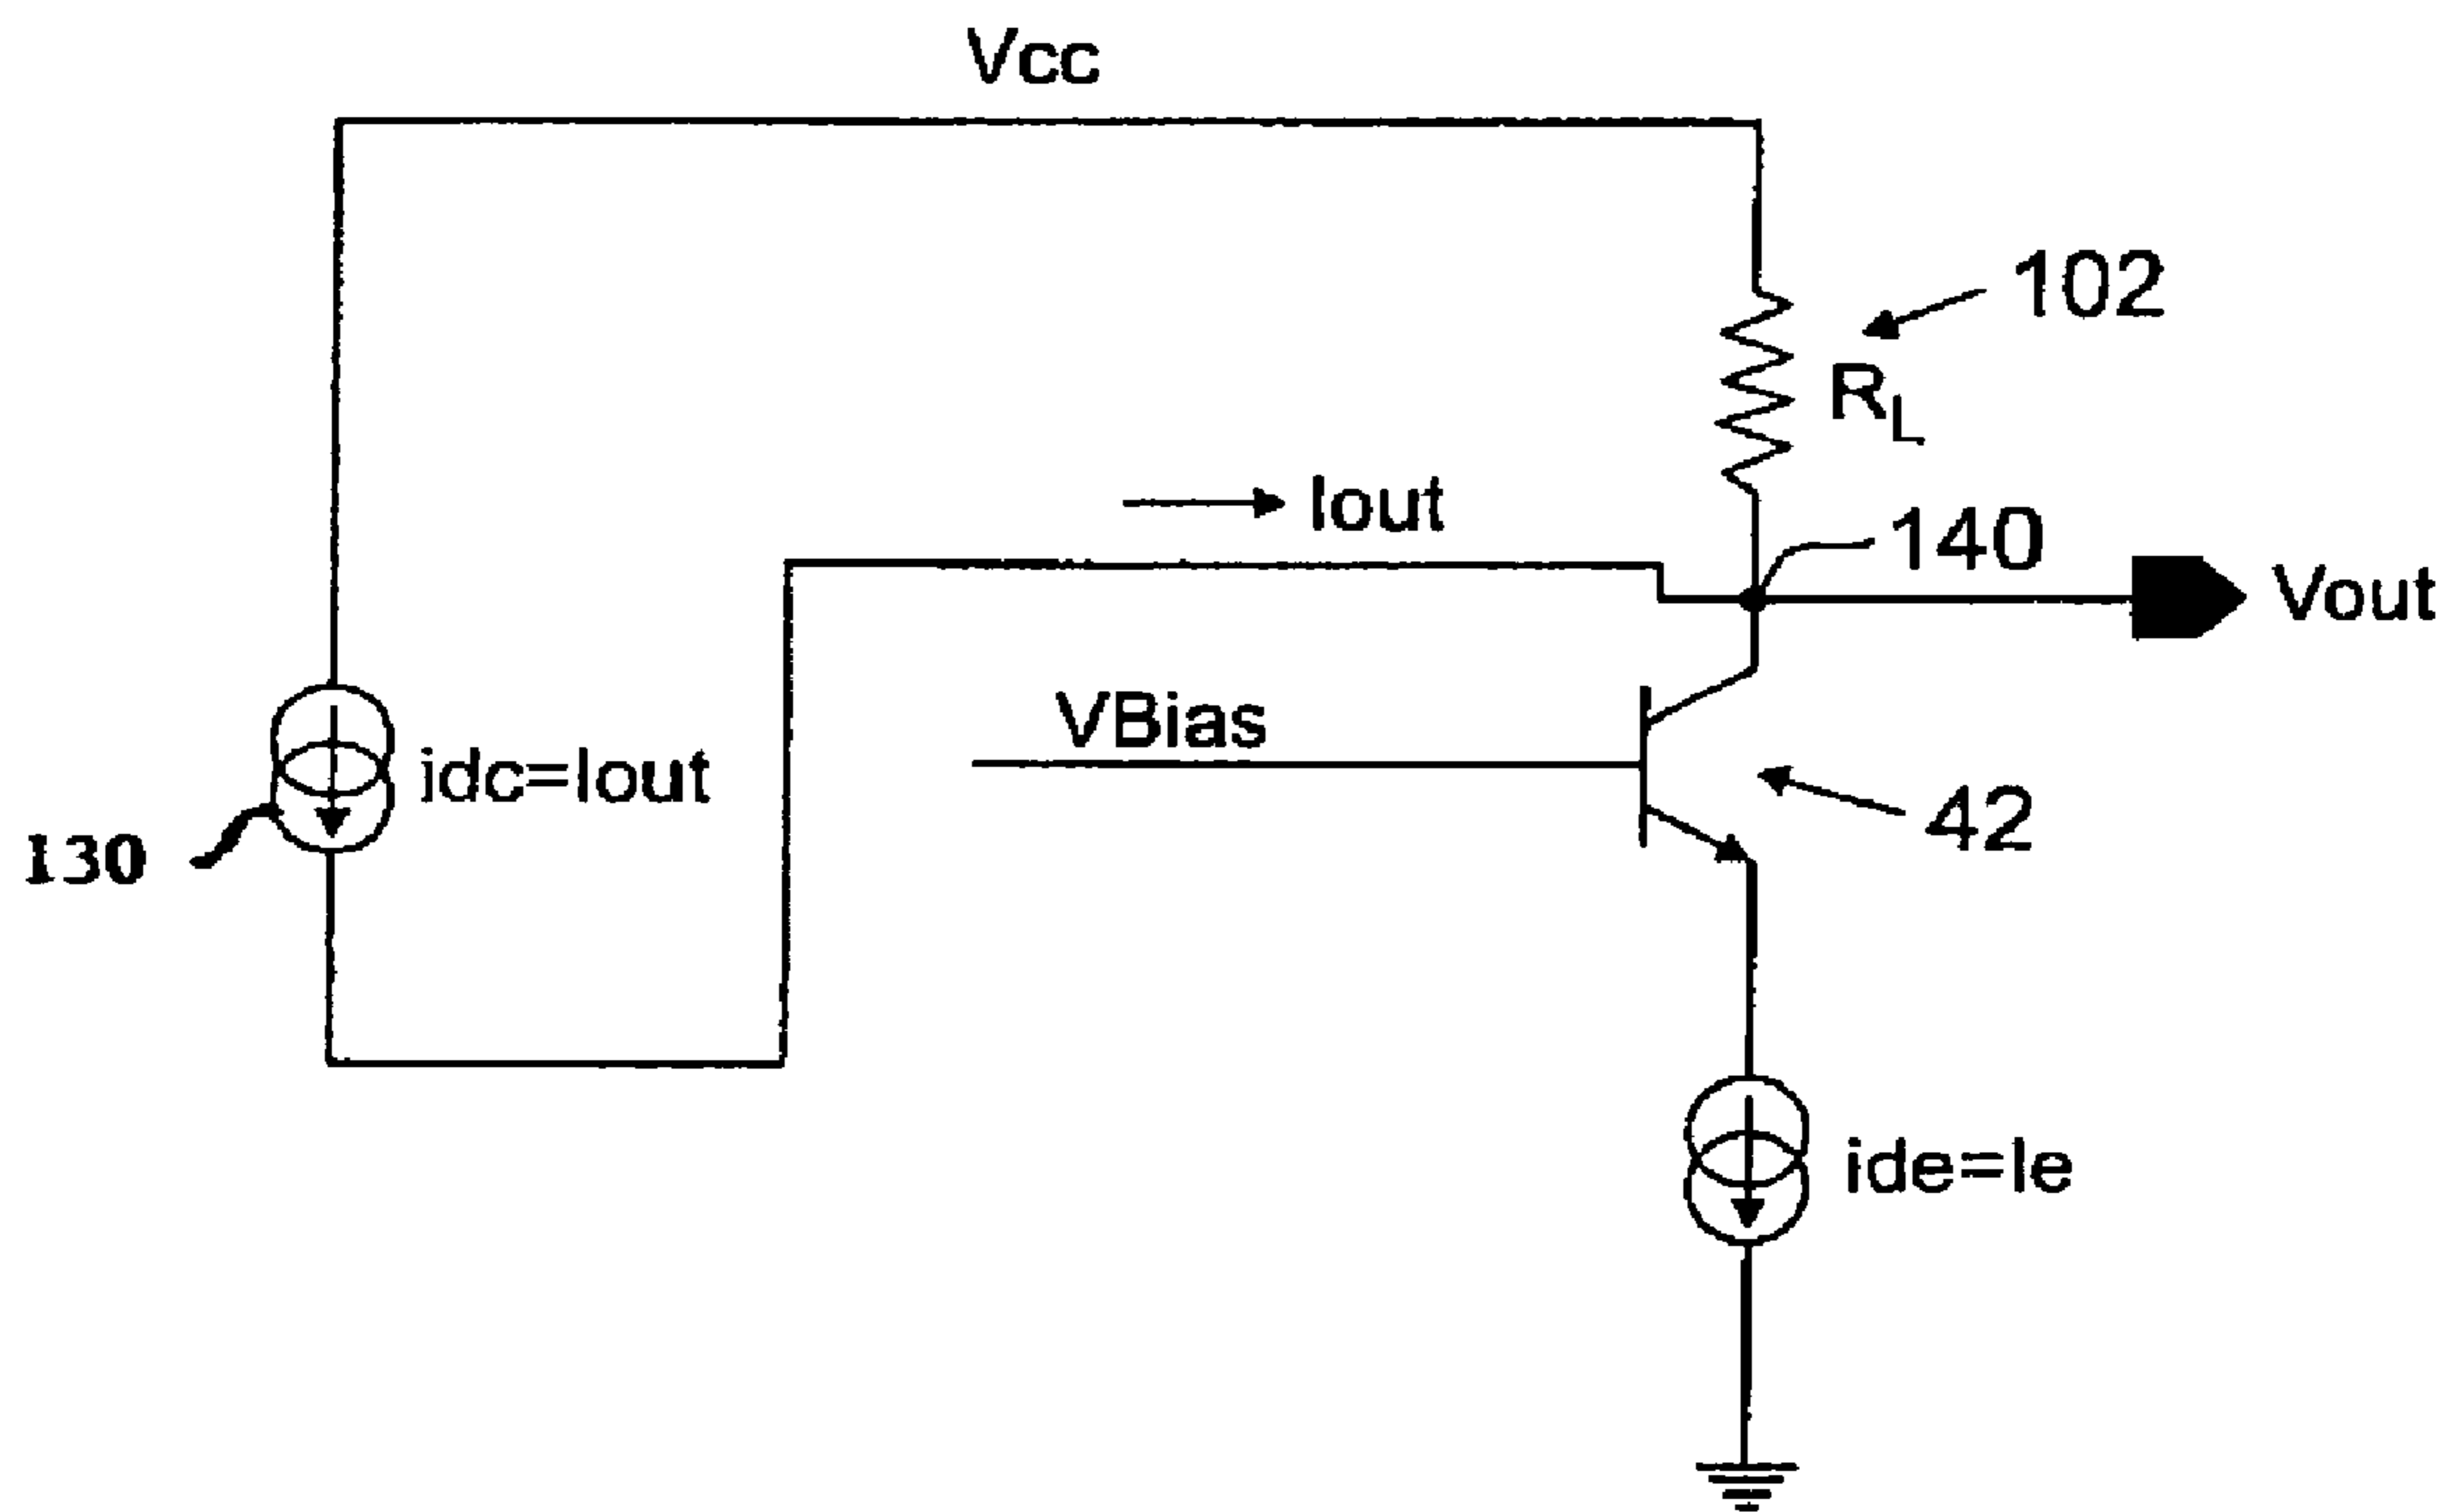 Vcc
102
RL
Iout
140
Vout
VBias
idc=Iout
42
130
ide=Ie